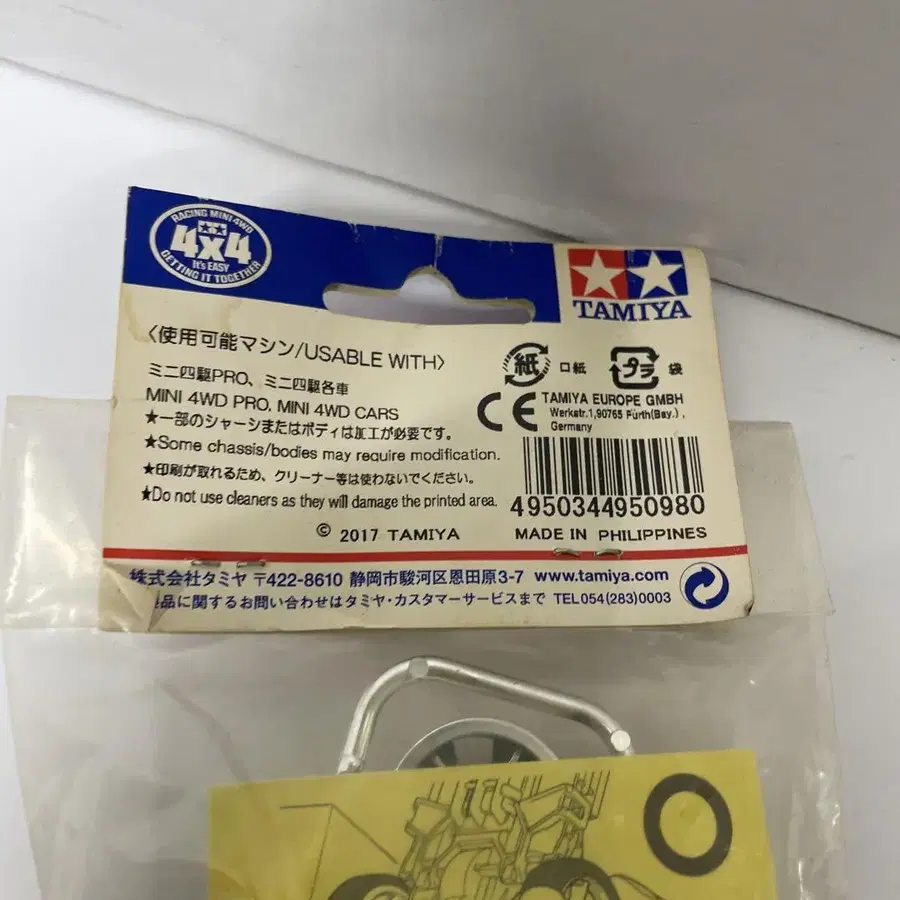 RACING MINI 4WD
4x4
It's EASY
GETTING IT TOGETHER
TAMIYA
〈使用可能マシン/USABLE WITH〉
ミニ四駆PRO、ミニ四駆各車
MINI 4WD PRO, MINI 4WD CARS
★一部のシャーシまたはボディは加工が必要です。
★Some chassis/bodies may require modification.
★印刷が取れるため、クリーナー等は使わないでください。
★Do not use cleaners as they will damage the printed area.
© 2017 TAMIYA
紙 口紙
プラ 袋
CE
TAMIYA EUROPE GMBH
Werkstr.1,90765 Fürth(Bay.),
Germany
4950344950980
MADE IN PHILIPPINES
株式会社タミヤ 〒422-8610 静岡市駿河区恩田原3-7 www.tamiya.com
品に関するお問い合わせはタミヤ・カスタマーサービスまで TEL054(283)0003